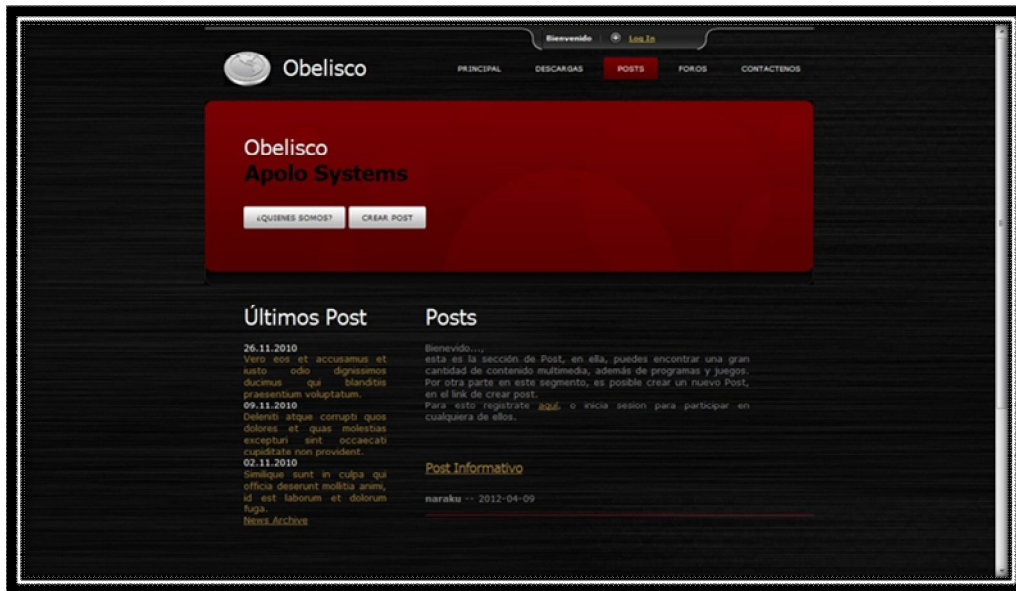 Bienvenido Log In
Obelisco
PRINCIPAL DESCARGAS POSTS FOROS CONTACTENOS
Obelisco
Apolo Systems
¿QUIENES SOMOS? CREAR POST
Últimos Post
26.11.2010
Vero eos et accusamus et
iusto odio dignissimos
ducimus qui blanditiis
praesentium voluptatum.
09.11.2010
Deleniti atque corrupti quos
dolores et quas molestias
excepturi sint occaecati
cupiditate non provident.
02.11.2010
Similique sunt in culpa qui
officia deserunt mollitia animi,
id est laborum et dolorum
fuga.
News Archive
Posts
Bienevido...,
esta es la sección de Post, en ella, puedes encontrar una gran
cantidad de contenido multimedia, además de programas y juegos.
Por otra parte en este segmento, es posible crear un nuevo Post,
en el link de crear post.
Para esto registrate aquí, o inicia sesion para participar en
cualquiera de ellos.
Post Informativo
naraku -- 2012-04-09